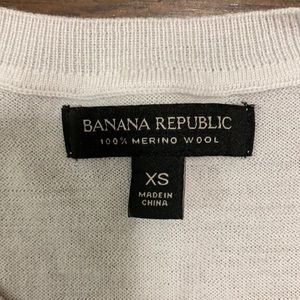 BANANA REPUBLIC
100% MERINO WOOL
XS
MADE IN
CHINA